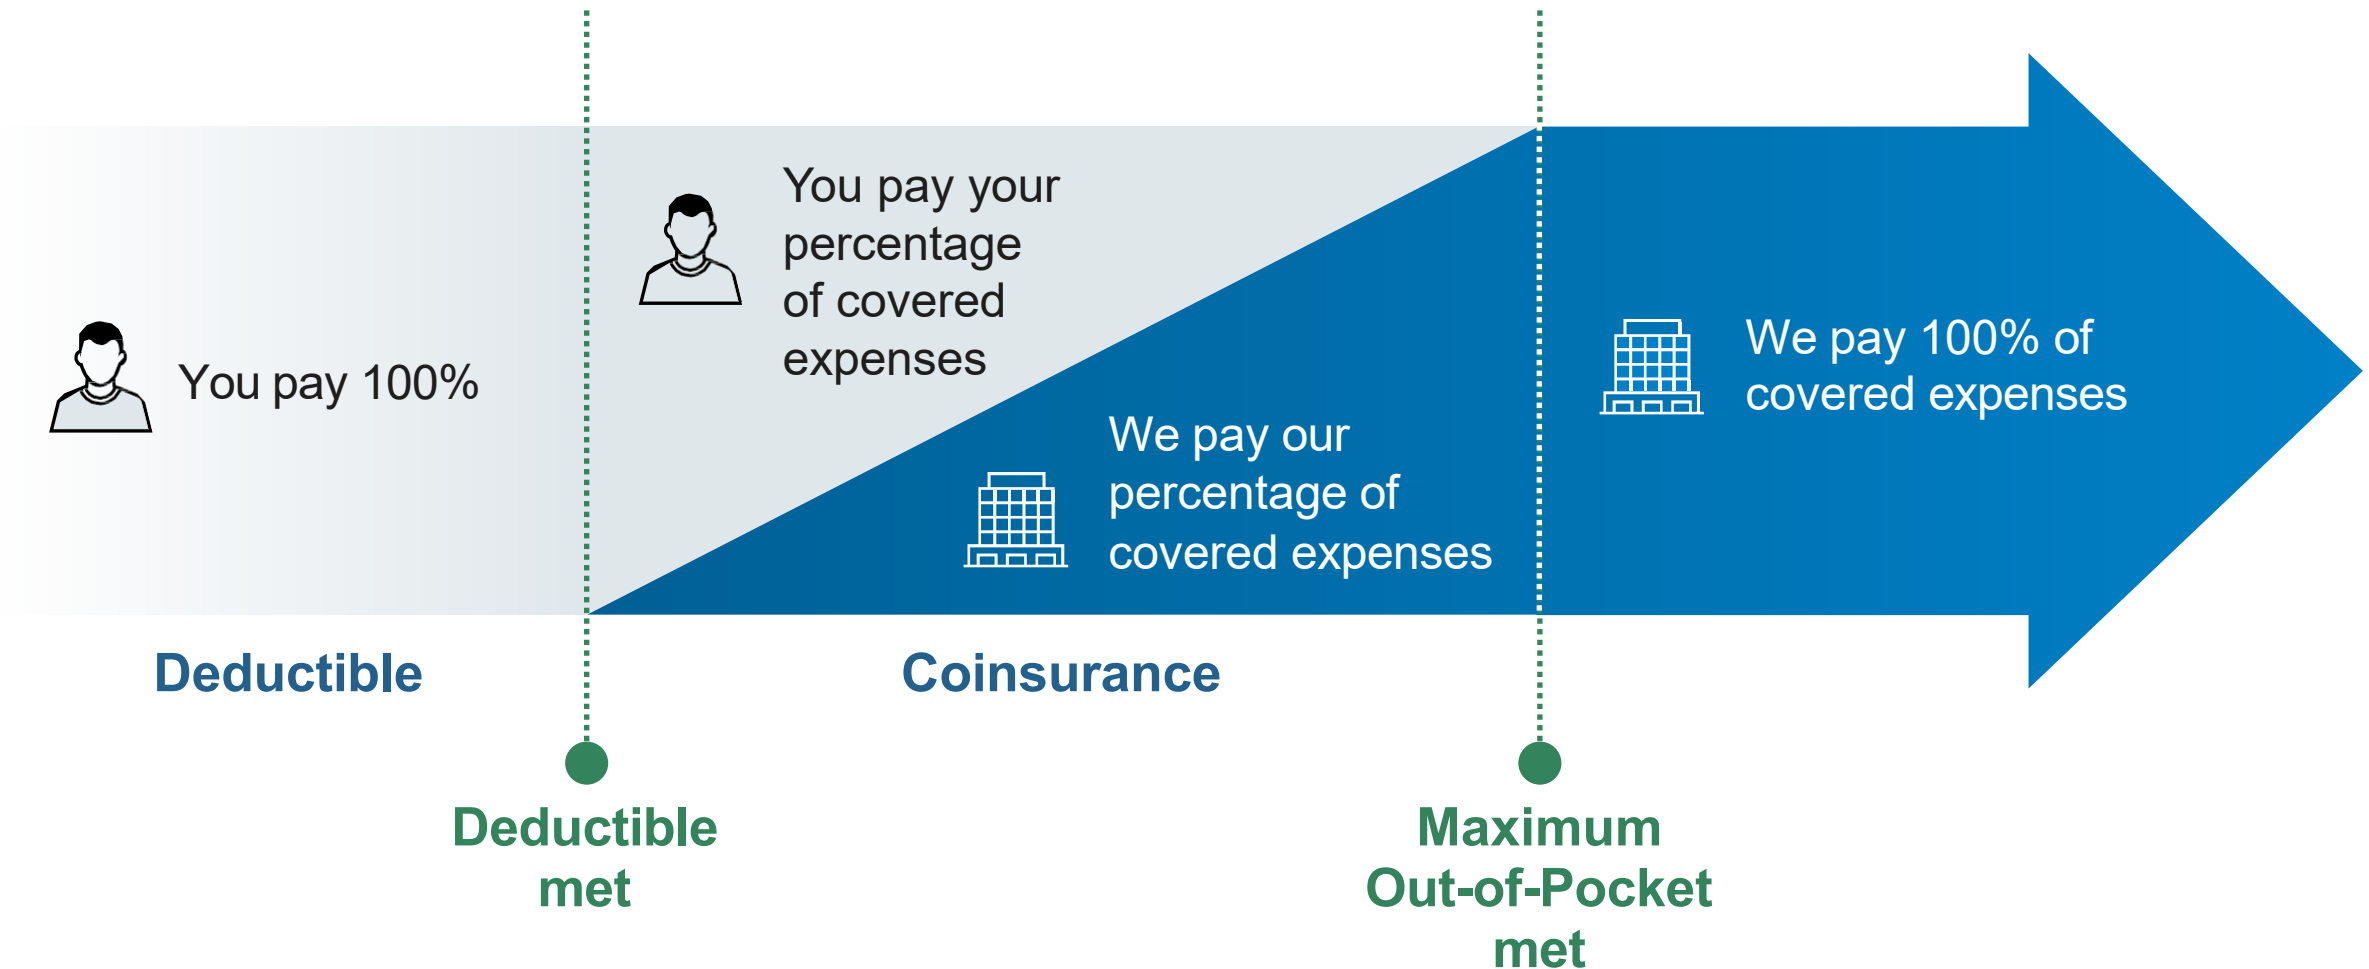 You pay 100%
You pay your
percentage
of covered
expenses
We pay our
percentage of
covered expenses
We pay 100% of
covered expenses
Deductible
Coinsurance
Deductible
met
Maximum
Out-of-Pocket
met